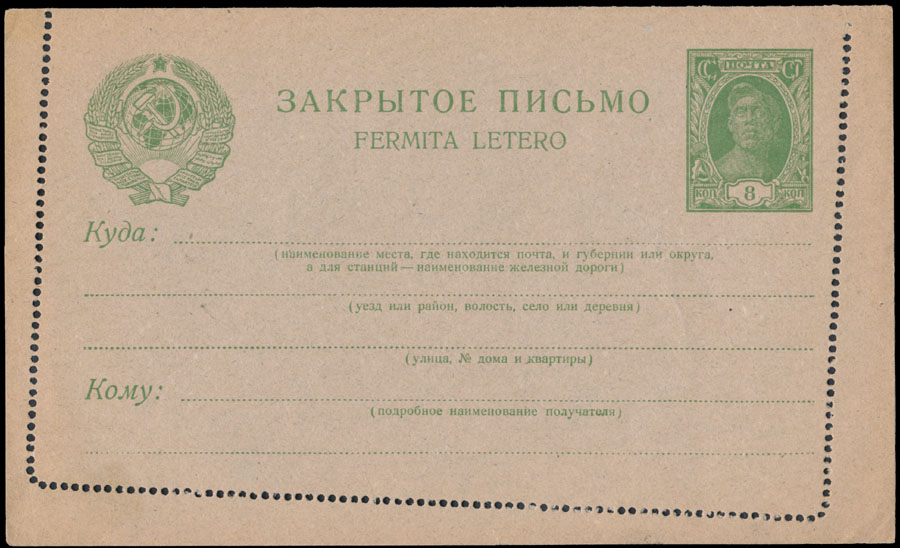 ЗАКРЫТОЕ ПИСЬМО
FERMITA LETERO
ПОЧТА
КОП 8 КОП
Куда:
(наименование места, где находится почта, и губернии или округа,
а для станций — наименование железной дороги)
(уезд или район, волость, село или деревня)
(улица, № дома и квартиры)
Кому:
(подробное наименование получателя)